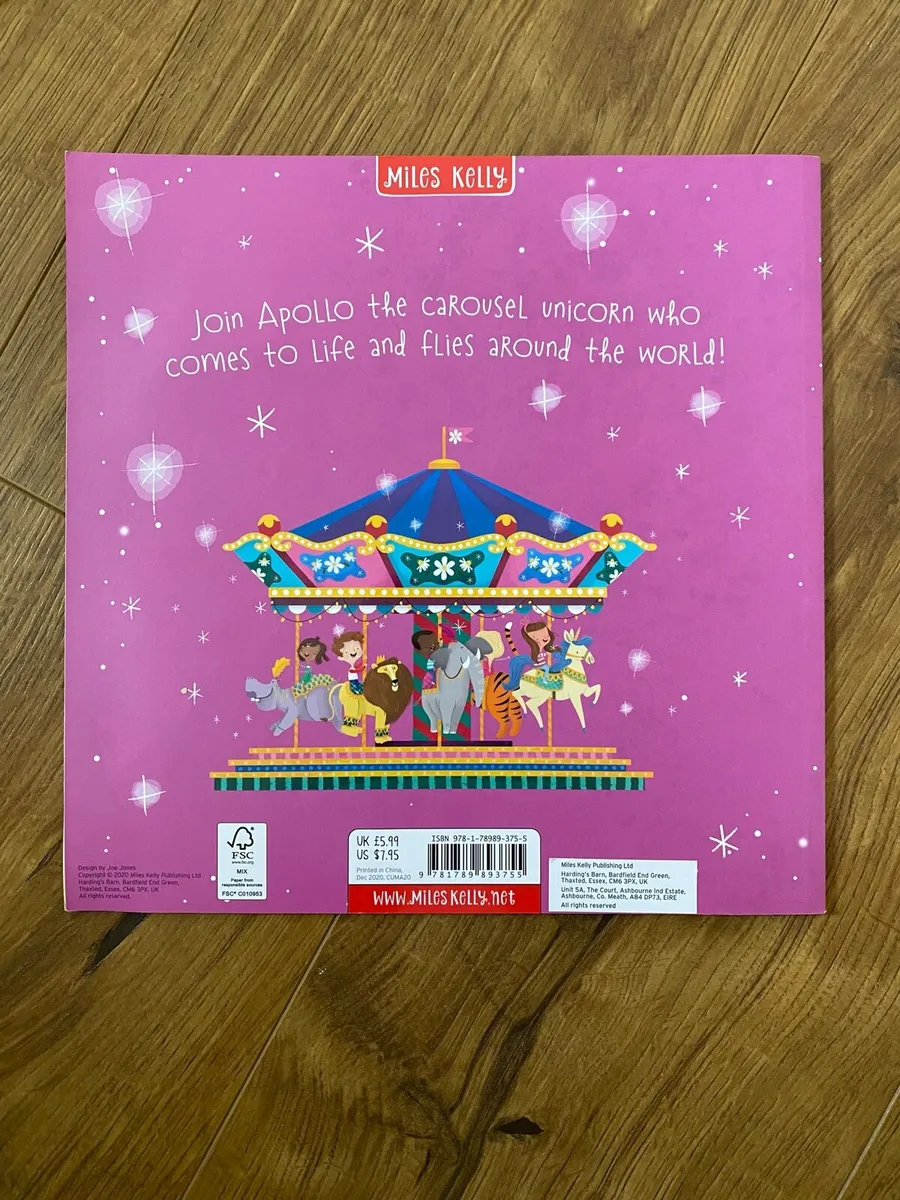 MILES KELLY
Join APOLLO the CAROUSEL UNICORN who
comes to Life and flies AROUND the WORLD!
Design by Joe Jones
Copyright © 2020 Miles Kelly Publishing Ltd
Harding's Barn, Bardfield End Green,
Thaxted, Essex, CM6 3PX, UK
All rights reserved.
FSC
www.fsc.org
MIX
Paper from
responsible sources
FSC® C010953
UK £5.99
US $7.95
Printed in China,
Dec 2020, CUMA20
ISBN 978-1-78989-375-5
9 781789 893755
www.MilesKelly.net
Miles Kelly Publishing Ltd
Harding's Barn, Bardfield End Green,
Thaxted, Essex, CM6 3PX, UK
Unit 5A, The Court, Ashbourne Ind Estate,
Ashbourne, Co. Meath, A84 DP73, EIRE
All rights reserved